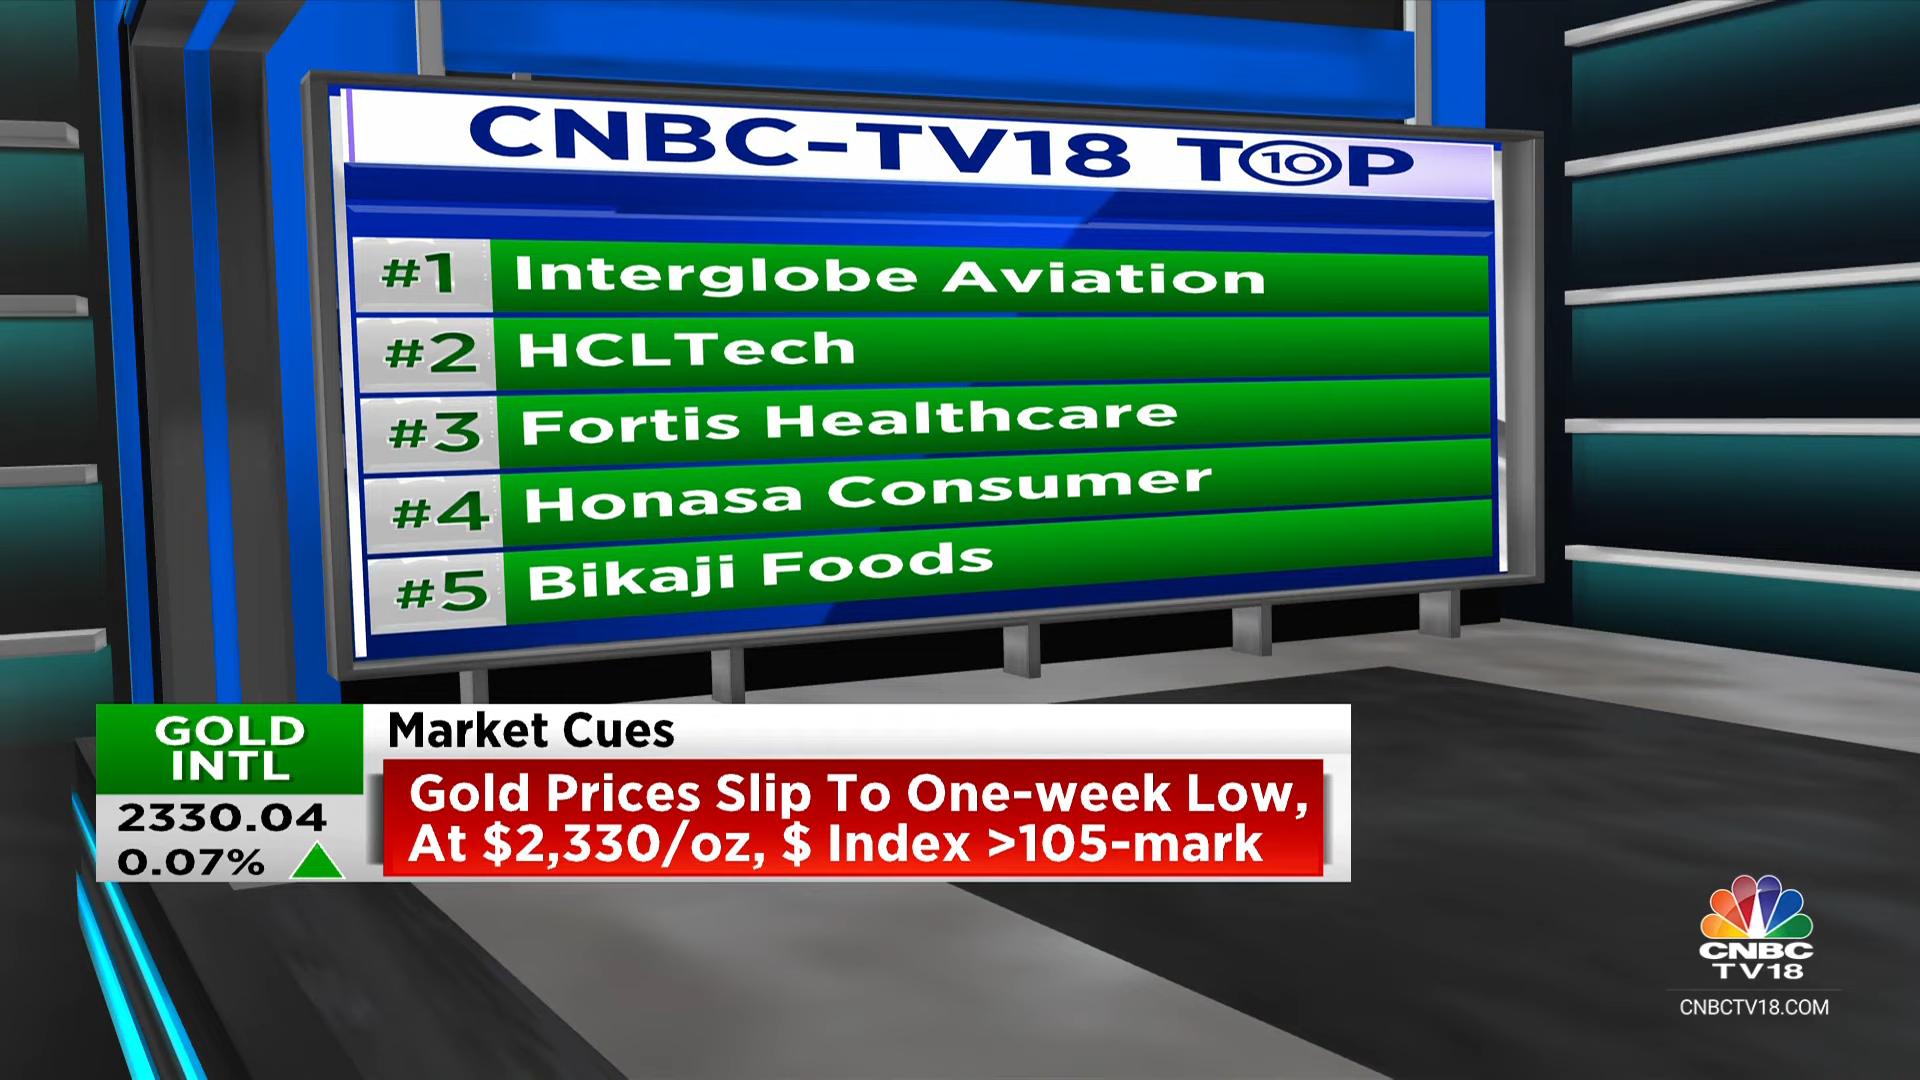 CNBC-TV18 TOP 10
#1 Interglobe Aviation
#2 HCLTech
#3 Fortis Healthcare
#4 Honasa Consumer
#5 Bikaji Foods
GOLD
INTL
2330.04
0.07%
Market Cues
Gold Prices Slip To One-week Low,
At $2,330/oz, $ Index >105-mark
CNBC
TV18
CNBCTV18.COM